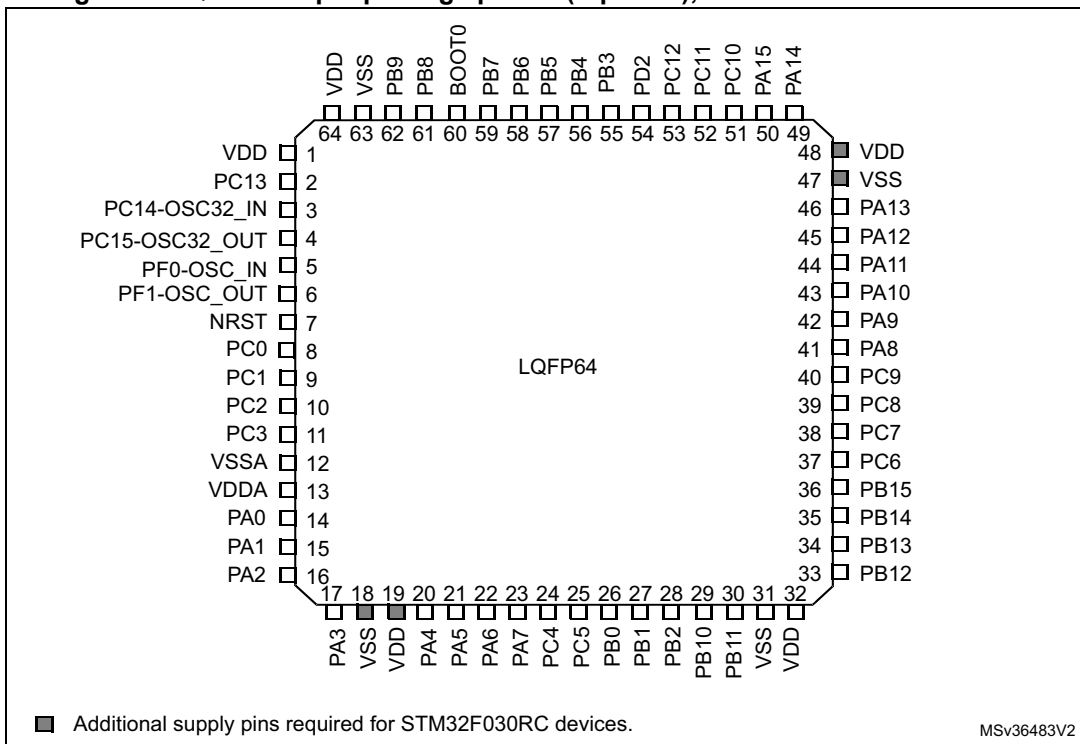 VDD
VSS
PB9
PB8
BOOT0
PB7
PB6
PB5
PB4
PB3
PD2
PC12
PC11
PC10
PA15
PA14
64 63 62 61 60 59 58 57 56 55 54 53 52 51 50 49
VDD 1
PC13 2
PC14-OSC32_IN 3
PC15-OSC32_OUT 4
PF0-OSC_IN 5
PF1-OSC_OUT 6
NRST 7
PC0 8
PC1 9
PC2 10
PC3 11
VSSA 12
VDDA 13
PA0 14
PA1 15
PA2 16
LQFP64
48 VDD
47 VSS
46 PA13
45 PA12
44 PA11
43 PA10
42 PA9
41 PA8
40 PC9
39 PC8
38 PC7
37 PC6
36 PB15
35 PB14
34 PB13
33 PB12
17 18 19 20 21 22 23 24 25 26 27 28 29 30 31 32
PA3
VSS
VDD
PA4
PA5
PA6
PA7
PC4
PC5
PB0
PB1
PB2
PB10
PB11
VSS
VDD
Additional supply pins required for STM32F030RC devices.
MSv36483V2